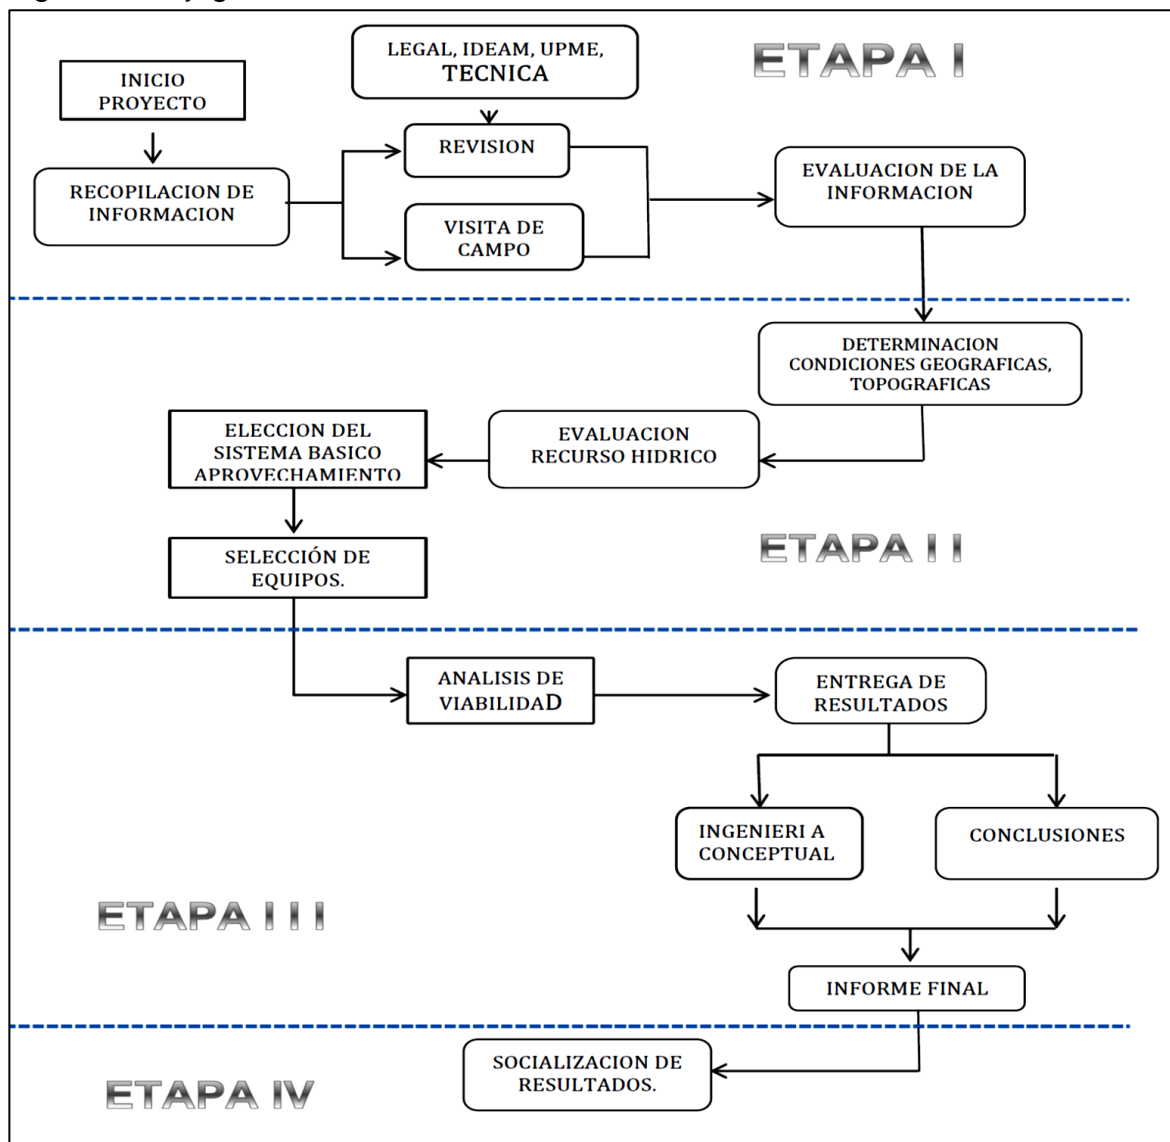 LEGAL, IDEAM, UPME,
TECNICA
ETAPA I
INICIO
PROYECTO
REVISION
RECOPILACION DE
INFORMACION
EVALUACION DE LA
INFORMACION
VISITA DE
CAMPO
DETERMINACION
CONDICIONES GEOGRAFICAS,
TOPOGRAFICAS
ELECCION DEL
SISTEMA BASICO
APROVECHAMIENTO
EVALUACION
RECURSO HIDRICO
SELECCIÓN DE
EQUIPOS.
ETAPA I I
ANALISIS DE
VIABILIDAD
ENTREGA DE
RESULTADOS
INGENIERI A
CONCEPTUAL
CONCLUSIONES
ETAPA I I I
INFORME FINAL
SOCIALIZACION DE
RESULTADOS.
ETAPA IV